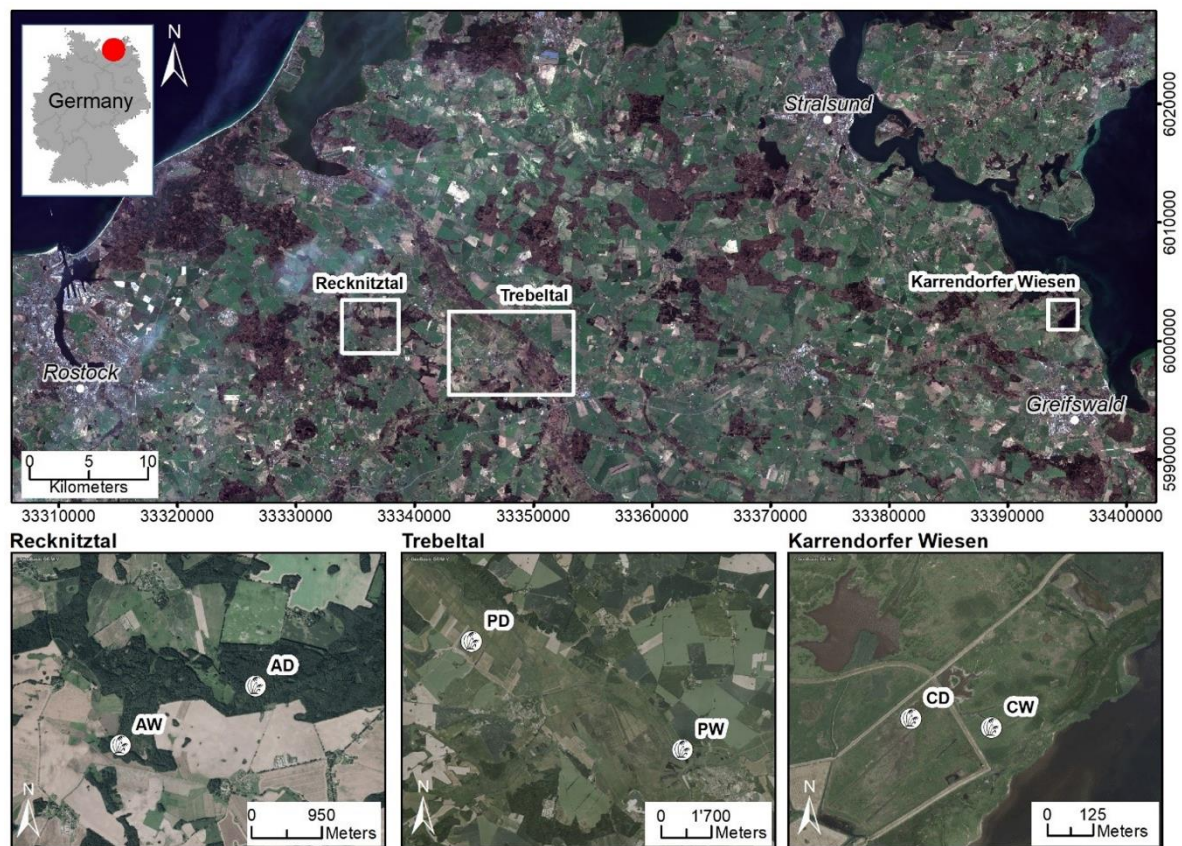 Germany
N
Stralsund
Recknitztal
Trebeltal
Karrendorfer Wiesen
Rostock
Greifswald
0 5 10
Kilometers
6020000
6010000
6000000
5990000
33310000 33320000 33330000 33340000 33350000 33360000 33370000 33380000 33390000 33400000
Recknitztal
AD
AW
N
0 950
Meters
Trebeltal
PD
PW
N
0 1'700
Meters
Karrendorfer Wiesen
CD
CW
N
0 125
Meters